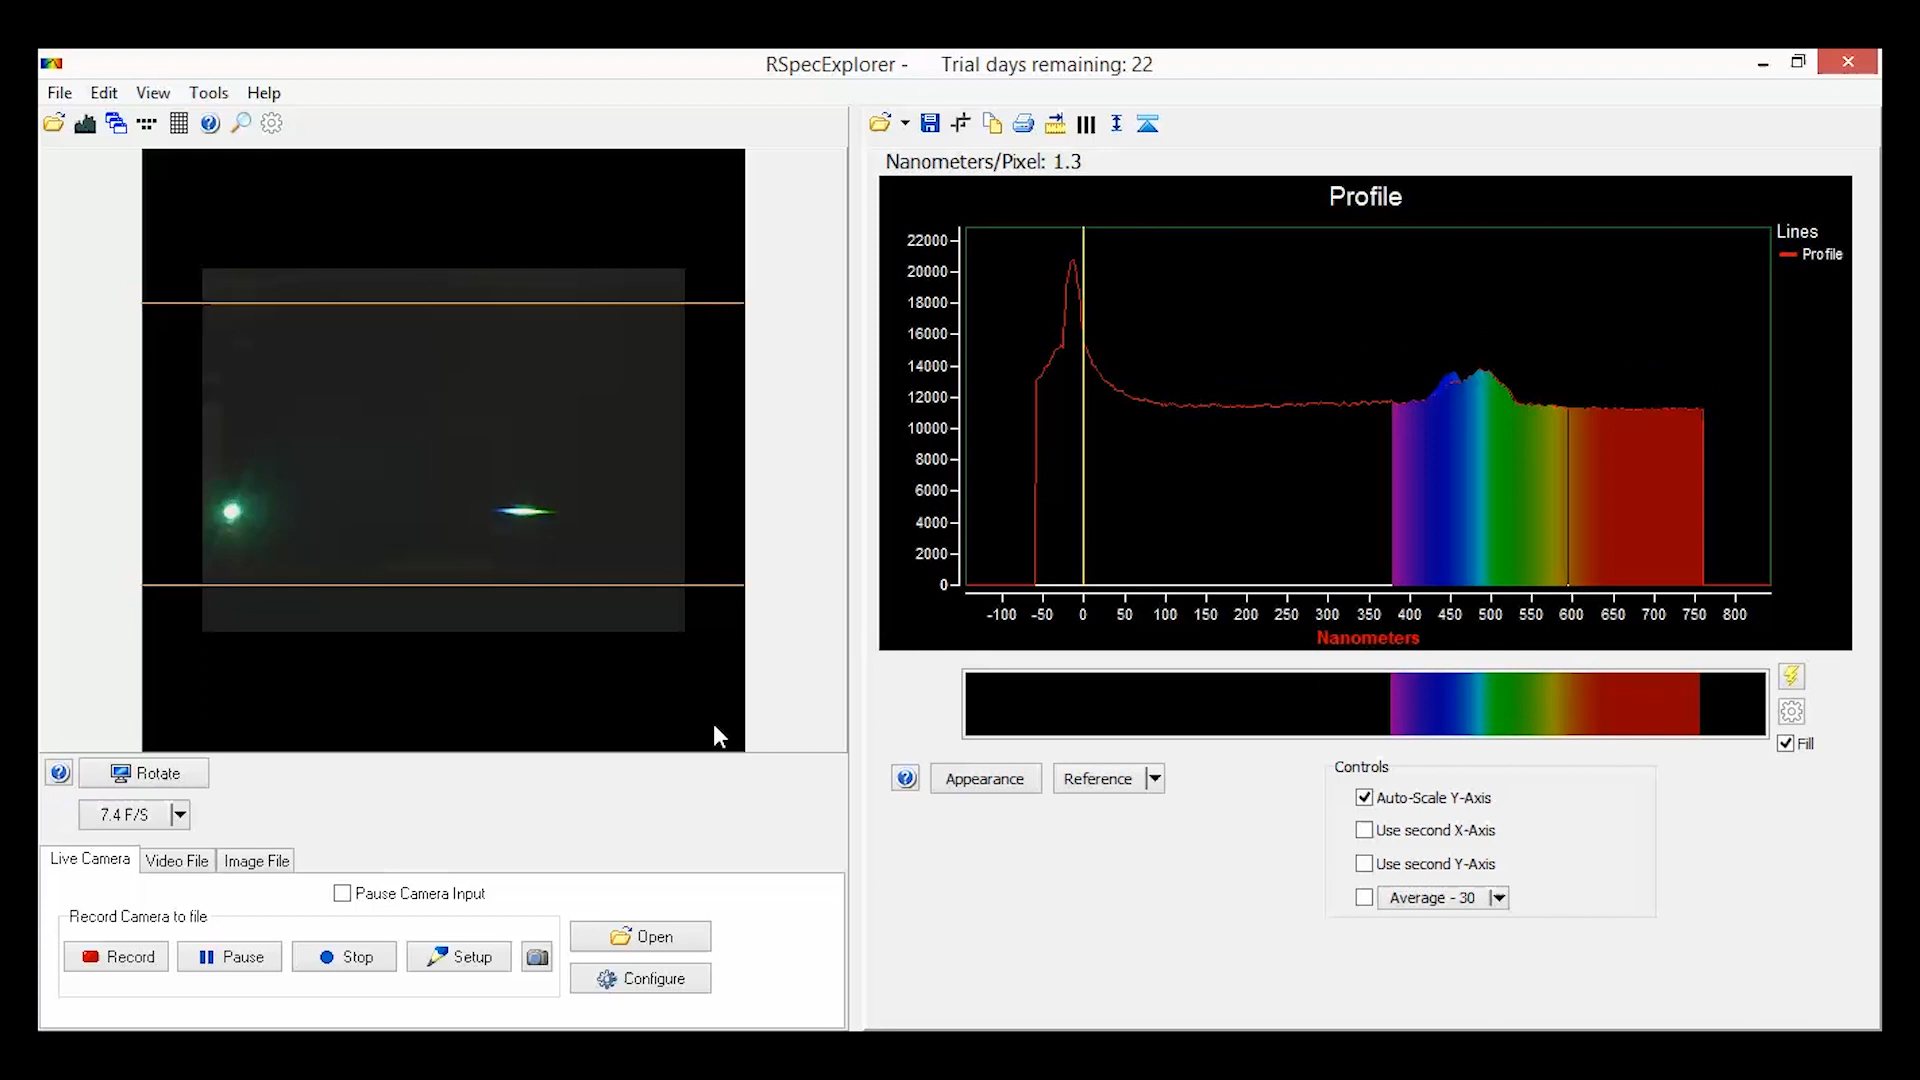 RSpecExplorer - Trial days remaining: 22
File Edit View Tools Help
Nanometers/Pixel: 1.3
Profile
Lines
Profile
22000
20000
18000
16000
14000
12000
10000
8000
6000
4000
2000
0
-100 -50 0 50 100 150 200 250 300 350 400 450 500 550 600 650 700 750 800
Nanometers
Fill
Rotate
7.4 F/S
Appearance Reference
Controls
Auto-Scale Y-Axis
Use second X-Axis
Use second Y-Axis
Average - 30
Live Camera Video File Image File
Pause Camera Input
Record Camera to file
Record Pause Stop Setup
Open
Configure